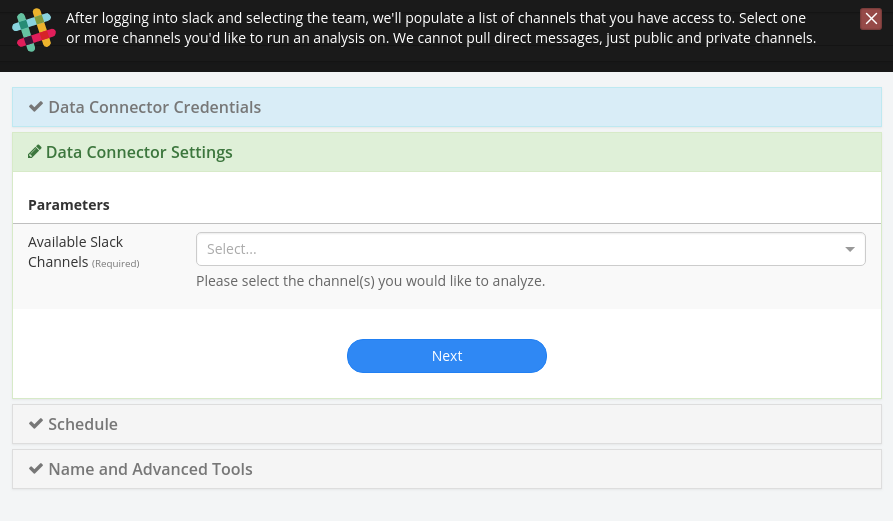 After logging into slack and selecting the team, we'll populate a list of channels that you have access to. Select one
or more channels you'd like to run an analysis on. We cannot pull direct messages, just public and private channels.
Data Connector Credentials
Data Connector Settings
Parameters
Available Slack
Channels (Required)
Select...
Please select the channel(s) you would like to analyze.
Next
Schedule
Name and Advanced Tools